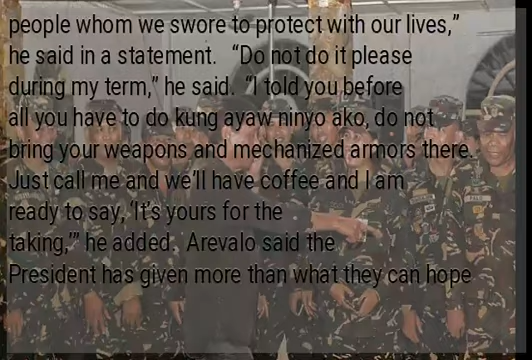 people whom we swore to protect with our lives,”
he said in a statement. “Do not do it please
during my term,” he said. “I told you before
all you have to do kung ayaw ninyo ako, do not
bring your weapons and mechanized armors there.
Just call me and we’ll have coffee and I am
ready to say, ‘It’s yours for the
taking,’” he added. Arevalo said the
President has given more than what they can hope